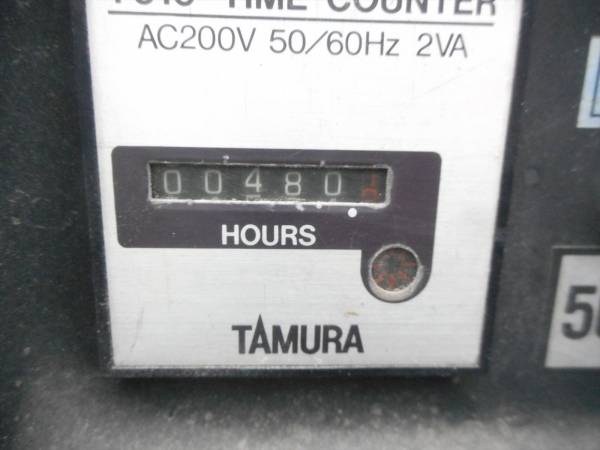 TIME COUNTER
AC200V 50/60Hz 2VA
00480
HOURS
TAMURA